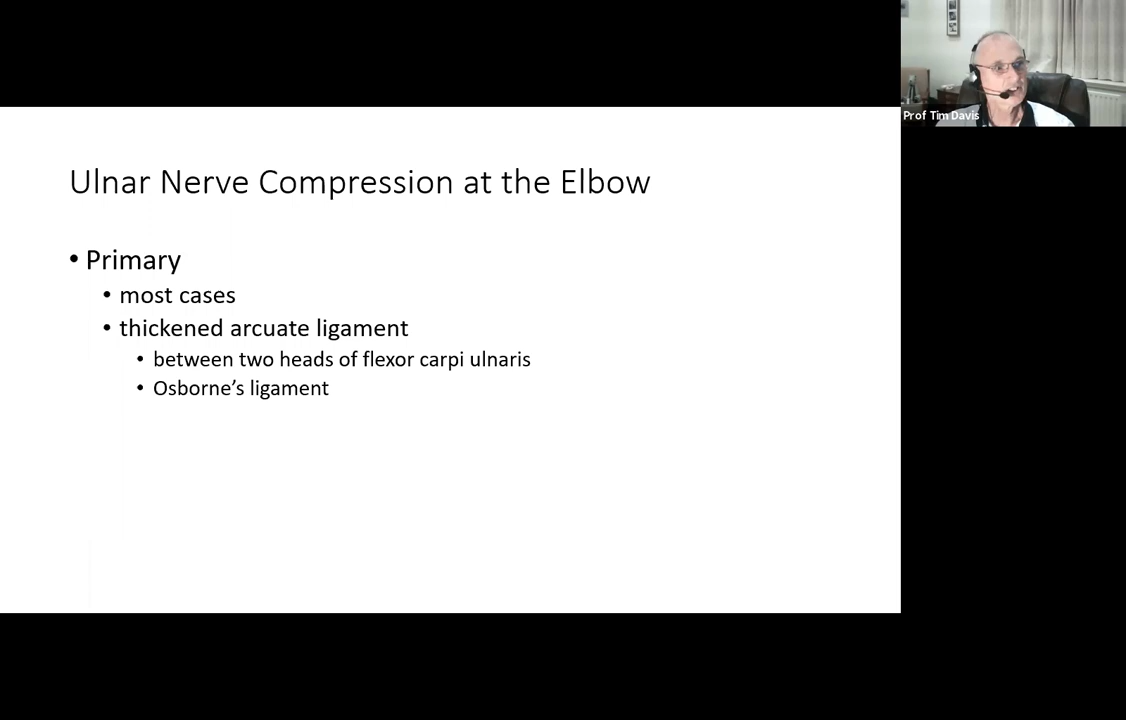 Prof Tim Davis
Ulnar Nerve Compression at the Elbow
• Primary
• most cases
• thickened arcuate ligament
• between two heads of flexor carpi ulnaris
• Osborne’s ligament